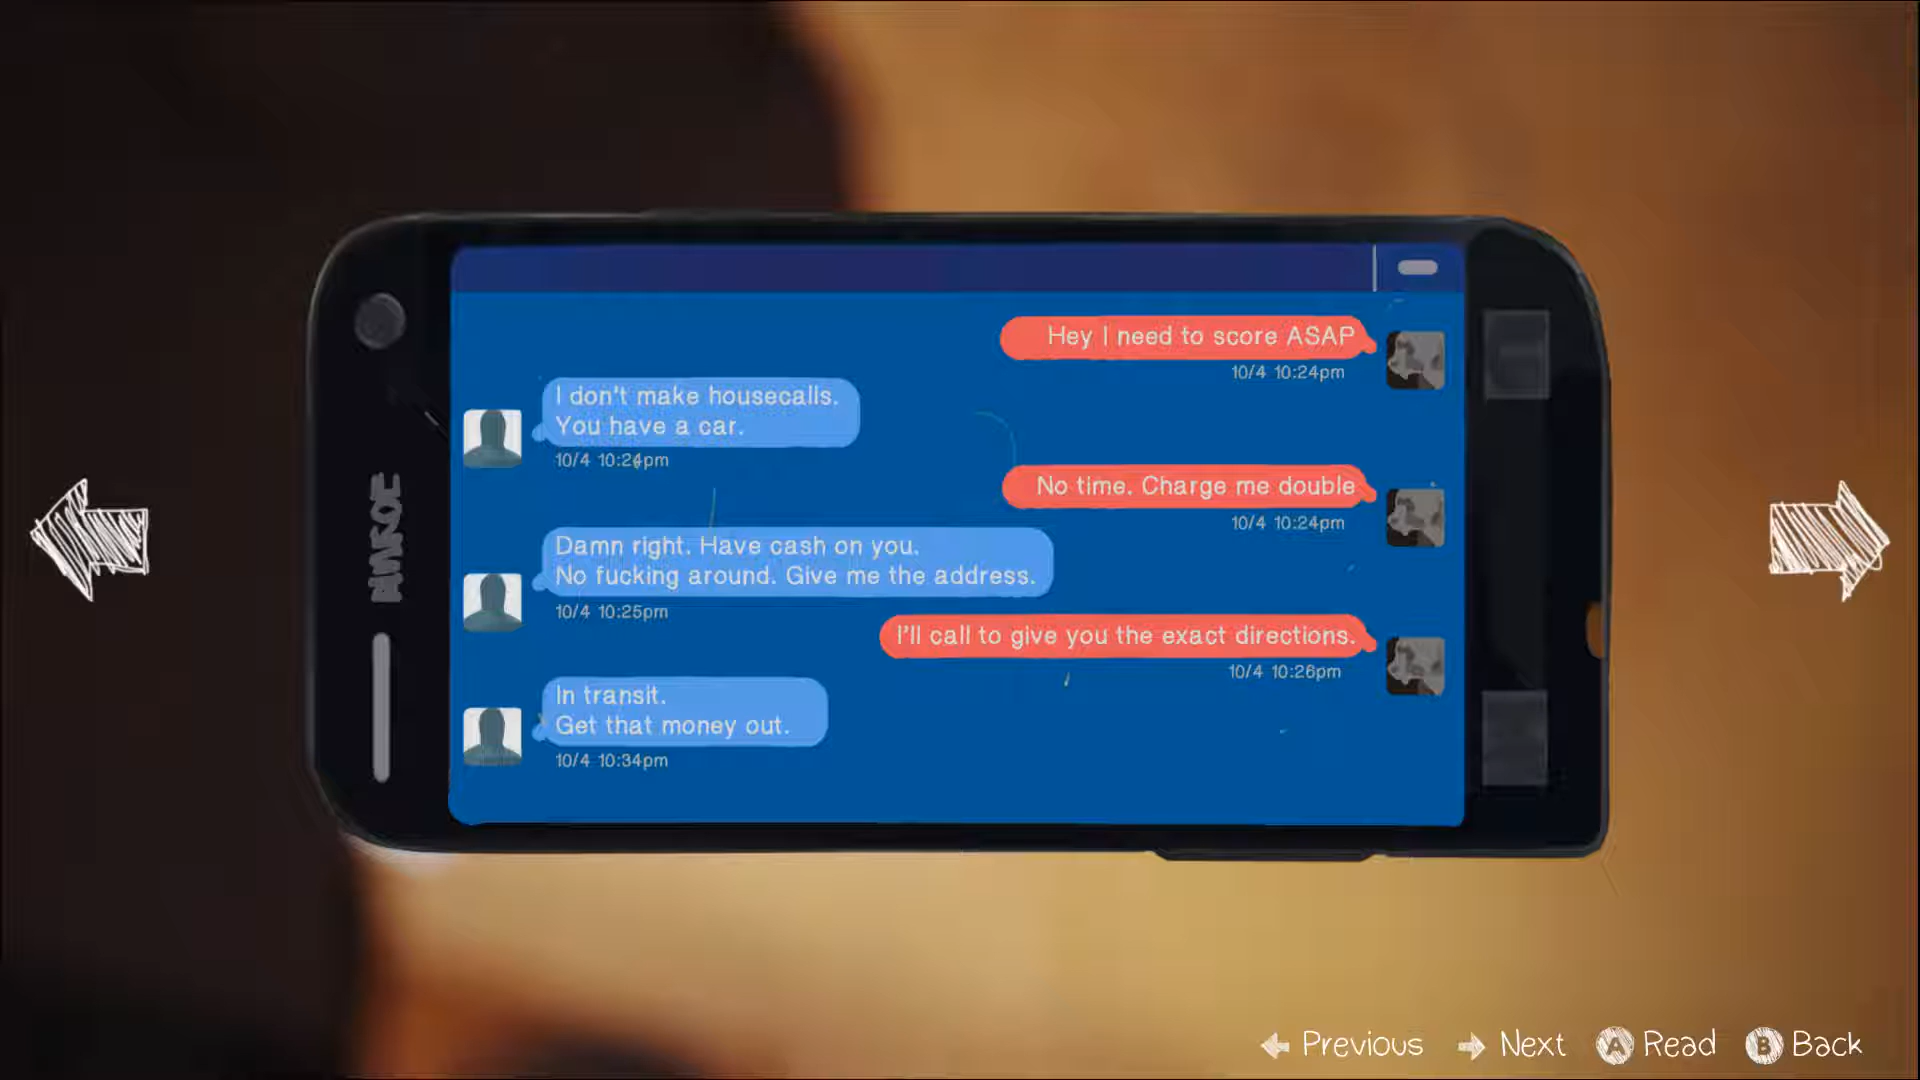 Hey I need to score ASAP
10/4 10:24pm
I don't make housecalls.
You have a car.
10/4 10:24pm
No time. Charge me double
10/4 10:24pm
Damn right. Have cash on you.
No fucking around. Give me the address.
10/4 10:25pm
I'll call to give you the exact directions.
10/4 10:26pm
In transit.
Get that money out.
10/4 10:34pm
Previous
Next
A Read
B Back